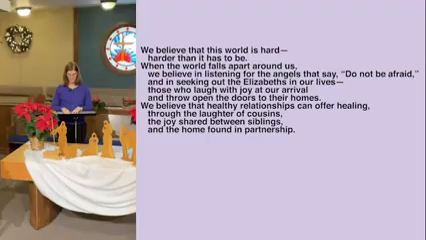 We believe that this world is hard—
harder than it has to be.
When the world falls apart around us,
we believe in listening for the angels that say, “Do not be afraid,”
and in seeking out the Elizabeths in our lives—
those who laugh with joy at our arrival
and throw open the doors to their homes.
We believe that healthy relationships can offer healing,
through the laughter of cousins,
the joy shared between siblings,
and the home found in partnership.